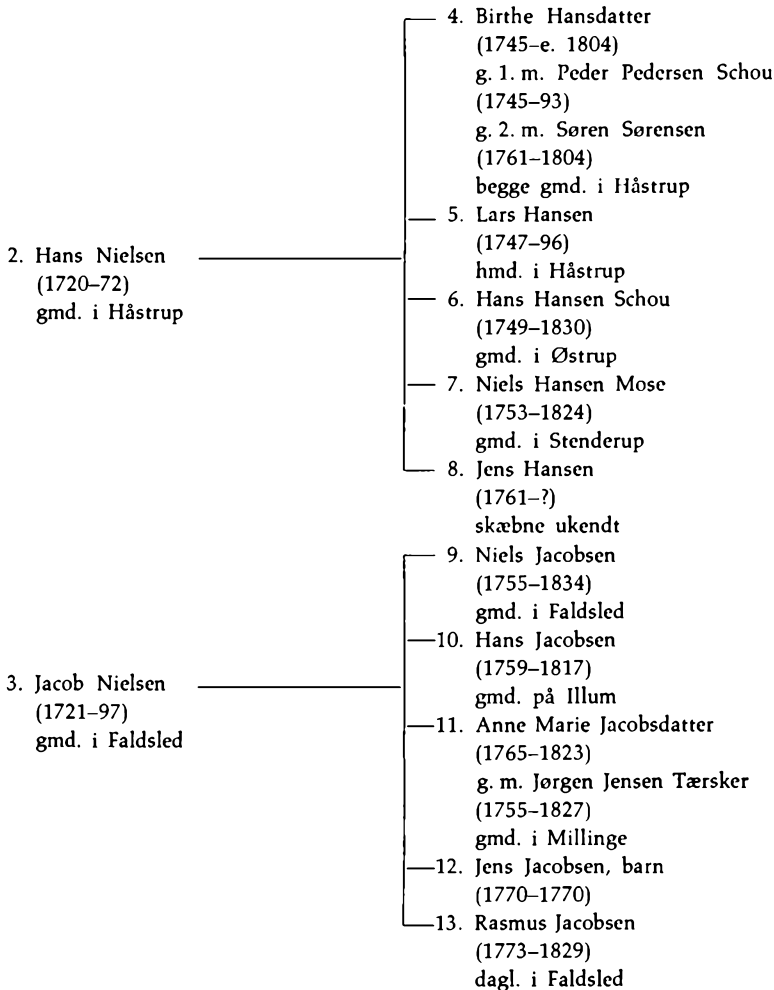 2. Hans Nielsen
(1720–72)
gmd. i Håstrup
4. Birthe Hansdatter
(1745–e. 1804)
g. 1. m. Peder Pedersen Schou
(1745–93)
g. 2. m. Søren Sørensen
(1761–1804)
begge gmd. i Håstrup
5. Lars Hansen
(1747–96)
hmd. i Håstrup
6. Hans Hansen Schou
(1749–1830)
gmd. i Østrup
7. Niels Hansen Mose
(1753–1824)
gmd. i Stenderup
8. Jens Hansen
(1761–?)
skæbne ukendt
3. Jacob Nielsen
(1721–97)
gmd. i Faldsled
9. Niels Jacobsen
(1755–1834)
gmd. i Faldsled
10. Hans Jacobsen
(1759–1817)
gmd. på Illum
11. Anne Marie Jacobsdatter
(1765–1823)
g. m. Jørgen Jensen Tærsker
(1755–1827)
gmd. i Millinge
12. Jens Jacobsen, barn
(1770–1770)
13. Rasmus Jacobsen
(1773–1829)
dagl. i Faldsled